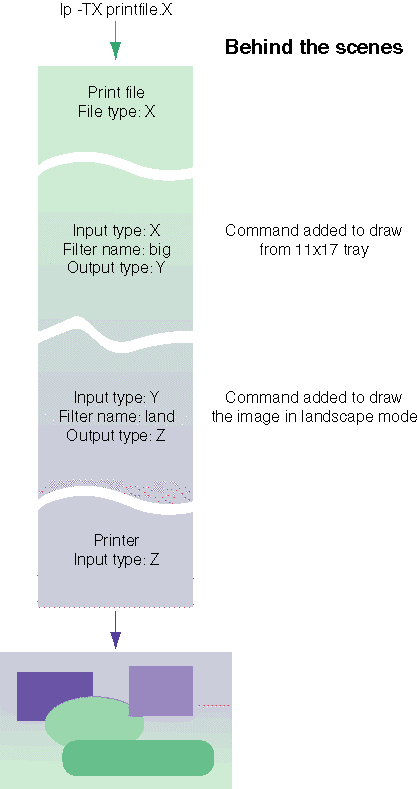 lp -TX printfile.X
Behind the scenes
Print file
File type: X
Input type: X
Filter name: big
Output type: Y
Command added to draw
from 11x17 tray
Input type: Y
Filter name: land
Output type: Z
Command added to draw
the image in landscape mode
Printer
Input type: Z